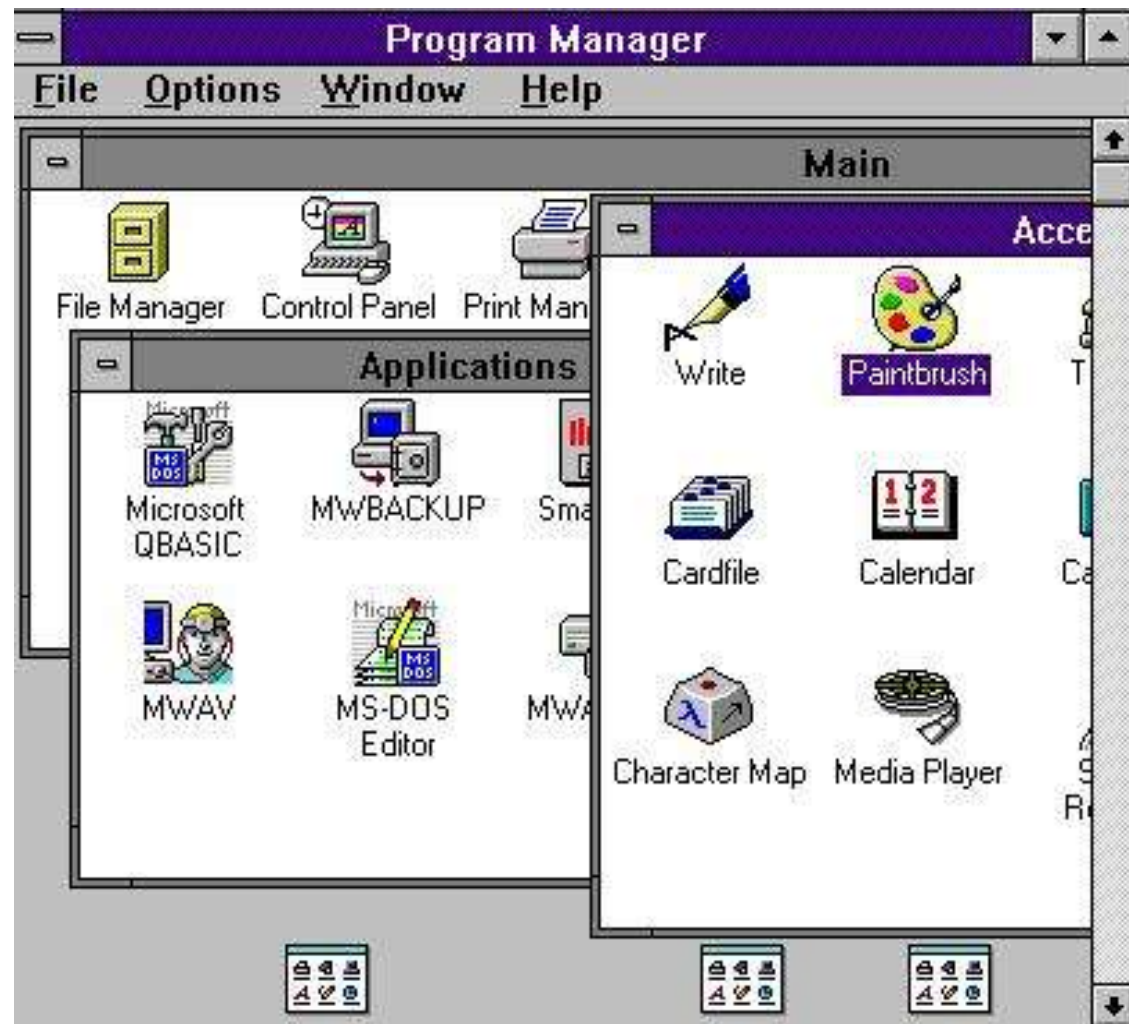 Program Manager
File Options Window Help
Main
File Manager Control Panel Print Man
Acce
Write Paintbrush T
Applications
Microsoft
QBASIC
MWBACKUP Sma
Cardfile Calendar Ca
MWAV
MS-DOS
Editor
MWA
Character Map Media Player S
R